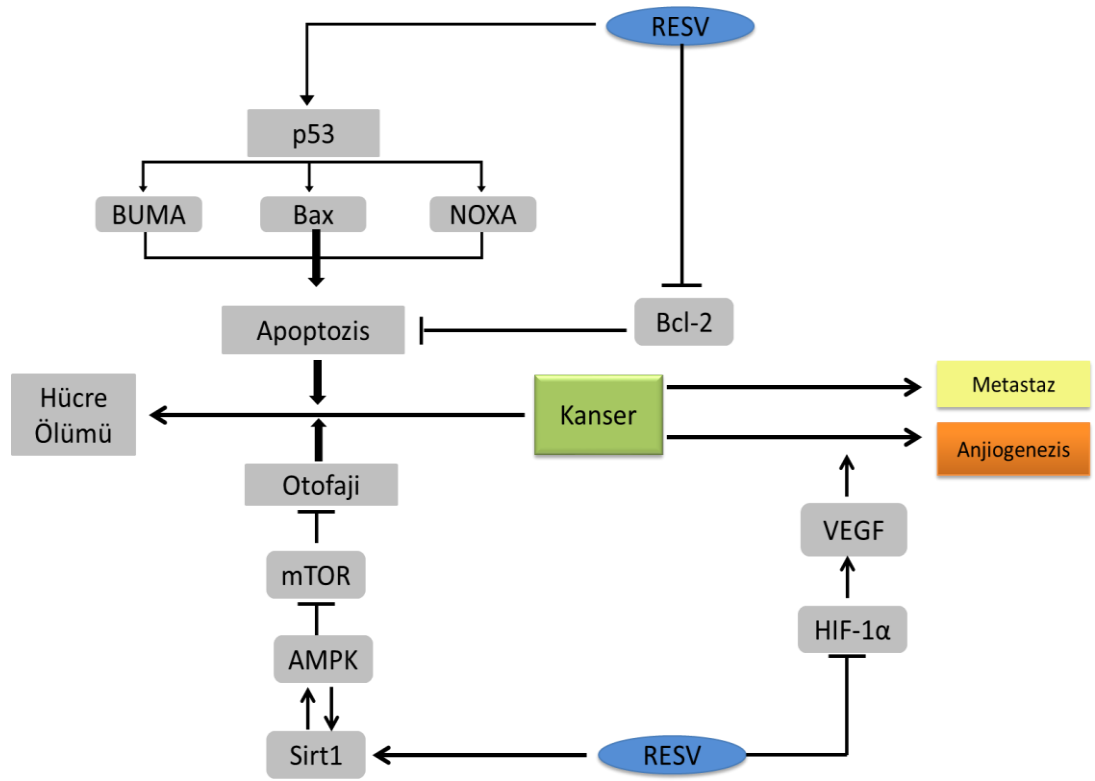 RESV
p53
BUMA
Bax
NOXA
Apoptozis
Bcl-2
Hücre
Ölümü
Kanser
Metastaz
Anjiogenezis
Otofaji
VEGF
mTOR
HIF-1α
AMPK
Sirt1
RESV